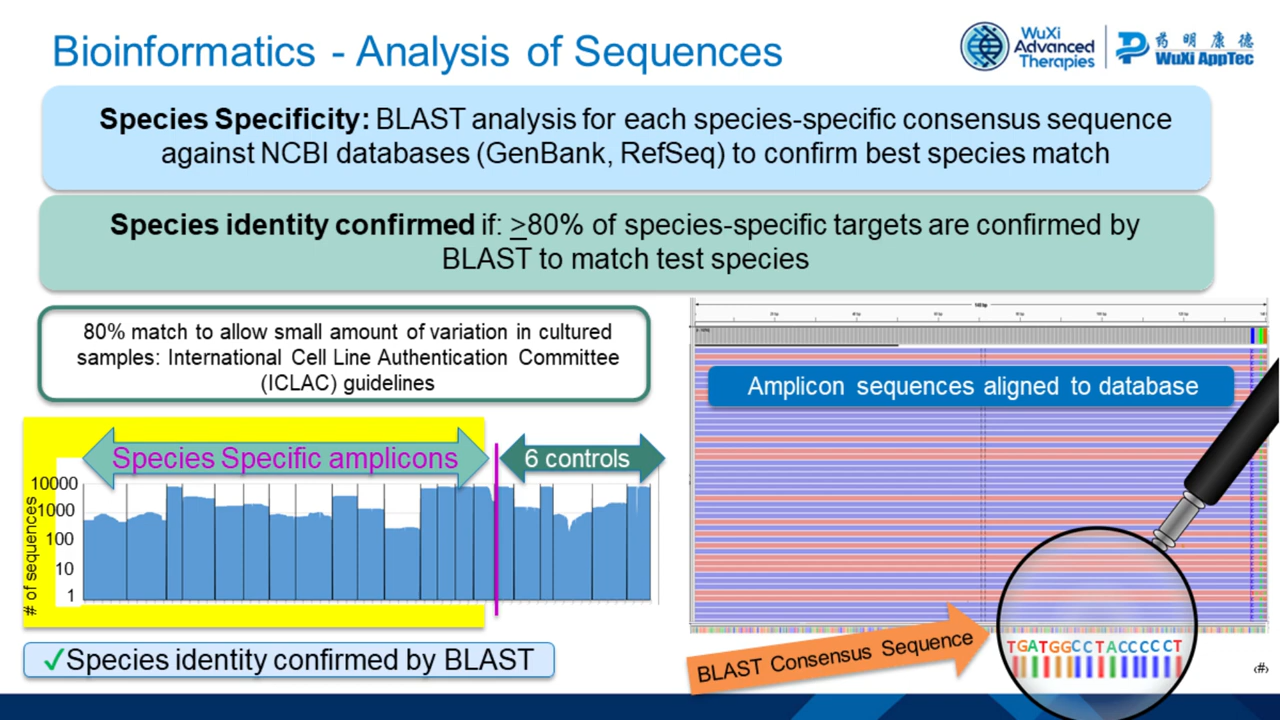 Bioinformatics - Analysis of Sequences
WuXi
Advanced
Therapies
药明康德
WuXi AppTec
Species Specificity: BLAST analysis for each species-specific consensus sequence
against NCBI databases (GenBank, RefSeq) to confirm best species match
Species identity confirmed if: ≥80% of species-specific targets are confirmed by
BLAST to match test species
80% match to allow small amount of variation in cultured
samples: International Cell Line Authentication Committee
(ICLAC) guidelines
Amplicon sequences aligned to database
Species Specific amplicons
6 controls
# of sequences
10000
1000
100
10
1
BLAST Consensus Sequence
TGATGGCCTACCCCCT
✓Species identity confirmed by BLAST
‹#›